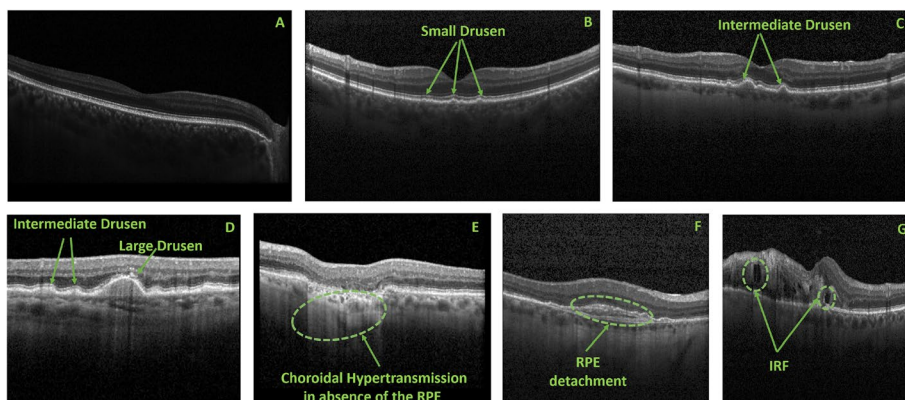 A
B
Small Drusen
Intermediate Drusen
C
Intermediate Drusen
D
Large Drusen
E
Choroidal Hypertransmission
in absence of the RPE
F
RPE
detachment
G
IRF